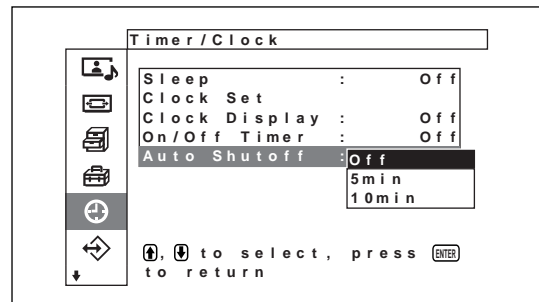 Timer/Clock
Sleep : Off
Clock Set
Clock Display : Off
On/Off Timer : Off
Auto Shutoff : Off
5min
10min
, to select, press ENTER
to return